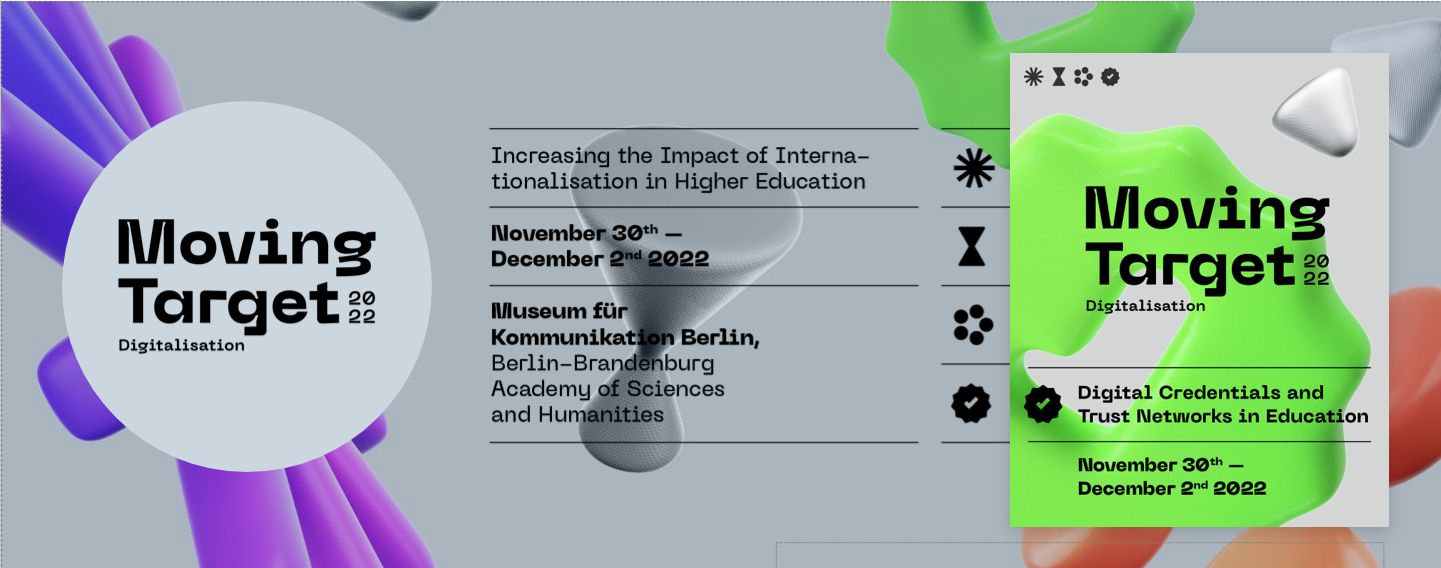 Moving
Target 20
22
Digitalisation
Increasing the Impact of Interna-
tionalisation in Higher Education
November 30th —
December 2nd 2022
Museum für
Kommunikation Berlin,
Berlin-Brandenburg
Academy of Sciences
and Humanities
Moving
Target 20
22
Digitalisation
Digital Credentials and
Trust Networks in Education
November 30th —
December 2nd 2022